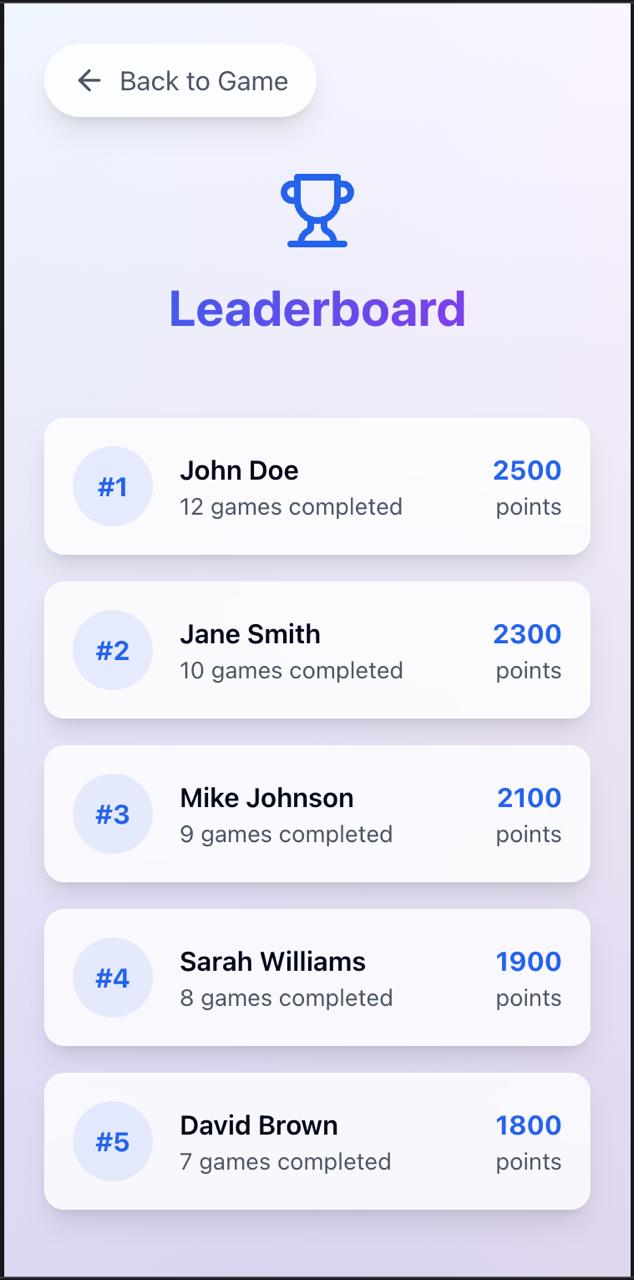 Back to Game
Leaderboard
#1
John Doe
12 games completed
2500
points
#2
Jane Smith
10 games completed
2300
points
#3
Mike Johnson
9 games completed
2100
points
#4
Sarah Williams
8 games completed
1900
points
#5
David Brown
7 games completed
1800
points